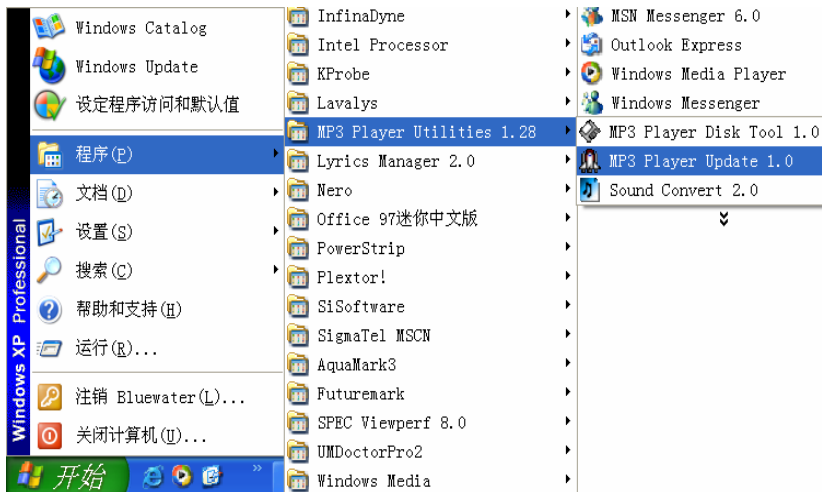 Windows Catalog
Windows Update
设定程序访问和默认值
程序(P)
文档(D)
设置(S)
搜索(C)
帮助和支持(H)
运行(R)...
注销 Bluewater(L)...
关闭计算机(U)...
Windows XP Professional
开始
InfinaDyne
Intel Processor
KProbe
Lavalys
MP3 Player Utilities 1.28
Lyrics Manager 2.0
Nero
Office 97迷你中文版
PowerStrip
Plextor!
SiSoftware
SigmaTel MSCN
AquaMark3
Futuremark
SPEC Viewperf 8.0
UMDoctorPro2
Windows Media
MSN Messenger 6.0
Outlook Express
Windows Media Player
Windows Messenger
MP3 Player Disk Tool 1.0
MP3 Player Update 1.0
Sound Convert 2.0